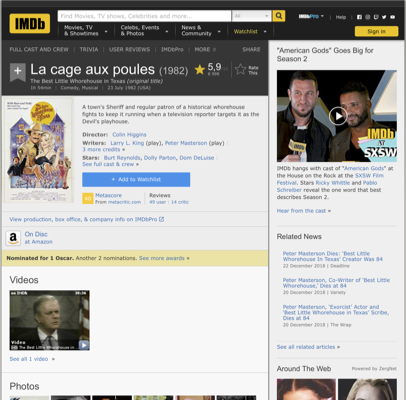 IMDb
Find Movies, TV shows, Celebrities and more...
All
IMDbPro
Help
Movies, TV & Showtimes
Celebs, Events & Photos
News & Community
Watchlist
FULL CAST AND CREW | TRIVIA | USER REVIEWS | IMDbPro | MORE
SHARE
La cage aux poules (1982)
The Best Little Whorehouse in Texas (original title)
1h 54min | Comedy, Musical | 23 July 1982
5,9
Rate This
A town's Sheriff and regular patron of a historical whorehouse
fights to keep it running when a television reporter targets it as the
Devil's playhouse.
Director: Colin Higgins
Writers: Larry L. King (play), Peter Masterson (play) |
3 more credits »
Stars: Burt Reynolds, Dolly Parton, Dom DeLuise |
See full cast & crew »
+ Add to Watchlist
Metascore
From metacritic.com
Reviews
49 user | 14 critic
View production, box office, & company info on IMDbPro
On Disc
at Amazon
Nominated for 1 Oscar. Another 2 nominations. See more awards »
Videos
Video
The Best Little Whorehouse in ...
See all 1 video »
Photos
"American Gods" Goes Big for
Season 2
IMDb
at
SXSW
IMDb hangs with cast of "American Gods" at
the House on the Rock at the SXSW Film
Festival. Stars Ricky Whittle and Pablo
Schreiber reveal the one word that best
describes Season 2.
Hear from the cast »
Related News
Peter Masterson Dies: 'Best Little
Whorehouse In Texas' Creator Was 84
22 December 2018 | Deadline
Peter Masterson, Co-Writer of 'Best Little
Whorehouse,' Dies at 84
20 December 2018 | Variety
Peter Masterson, 'Exorcist' Actor and
'Best Little Whorehouse in Texas' Scribe,
Dies at 84
20 December 2018 | The Wrap
See all related articles »
Around The Web
Powered by ZergNet